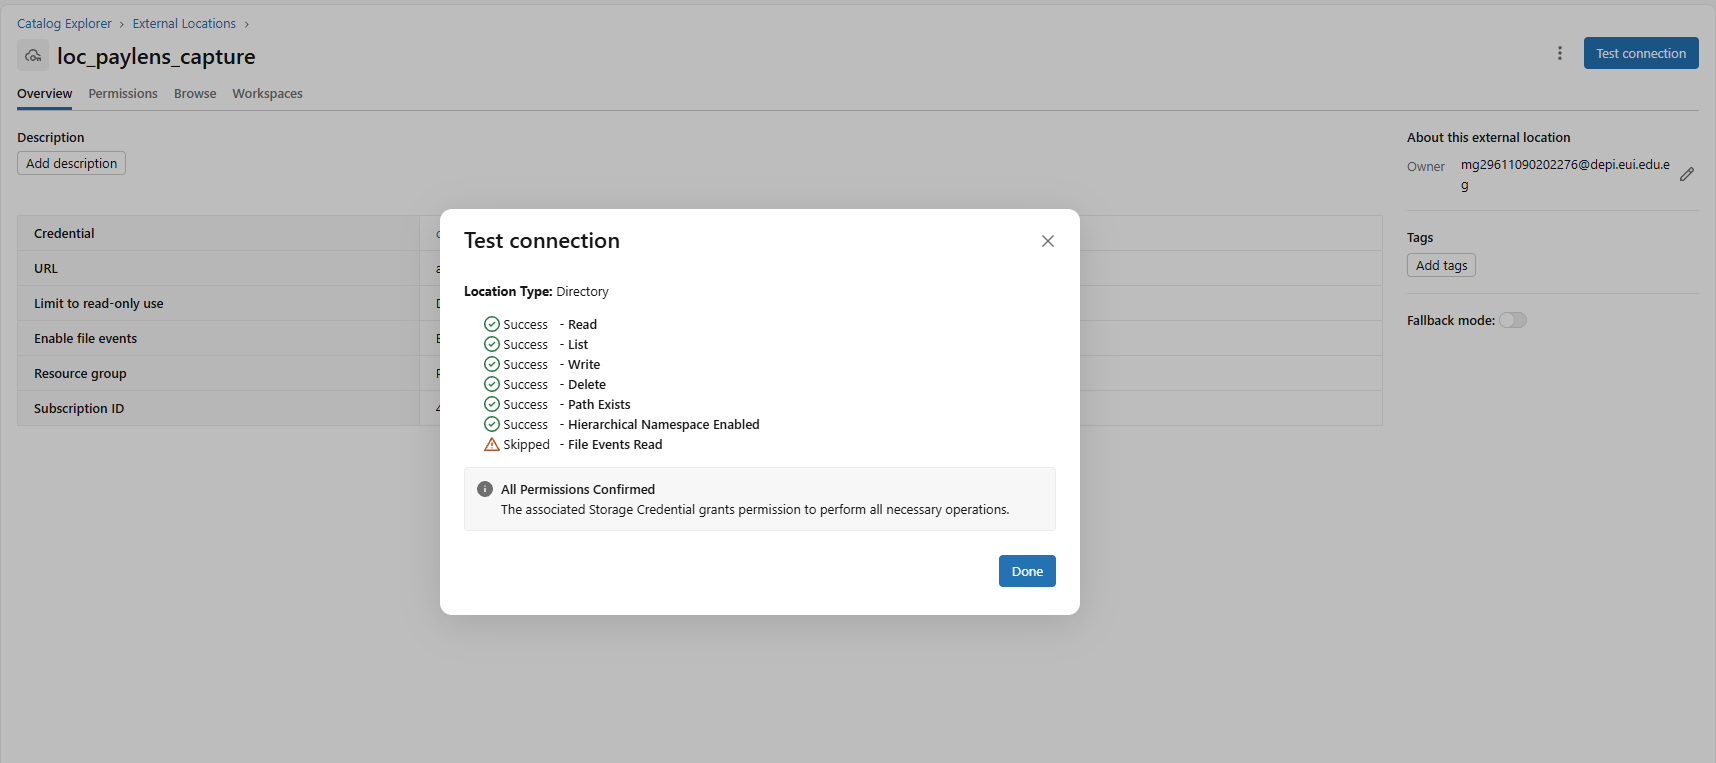 Catalog Explorer › External Locations ›
loc_paylens_capture
Test connection
Overview Permissions Browse Workspaces
Description
Add description
About this external location
Owner mg29611090202276@depi.eui.edu.e
g
Tags
Add tags
Fallback mode:
Credential
URL
Limit to read-only use
Enable file events
Resource group
Subscription ID
Test connection
Location Type: Directory
Success - Read
Success - List
Success - Write
Success - Delete
Success - Path Exists
Success - Hierarchical Namespace Enabled
Skipped - File Events Read
All Permissions Confirmed
The associated Storage Credential grants permission to perform all necessary operations.
Done